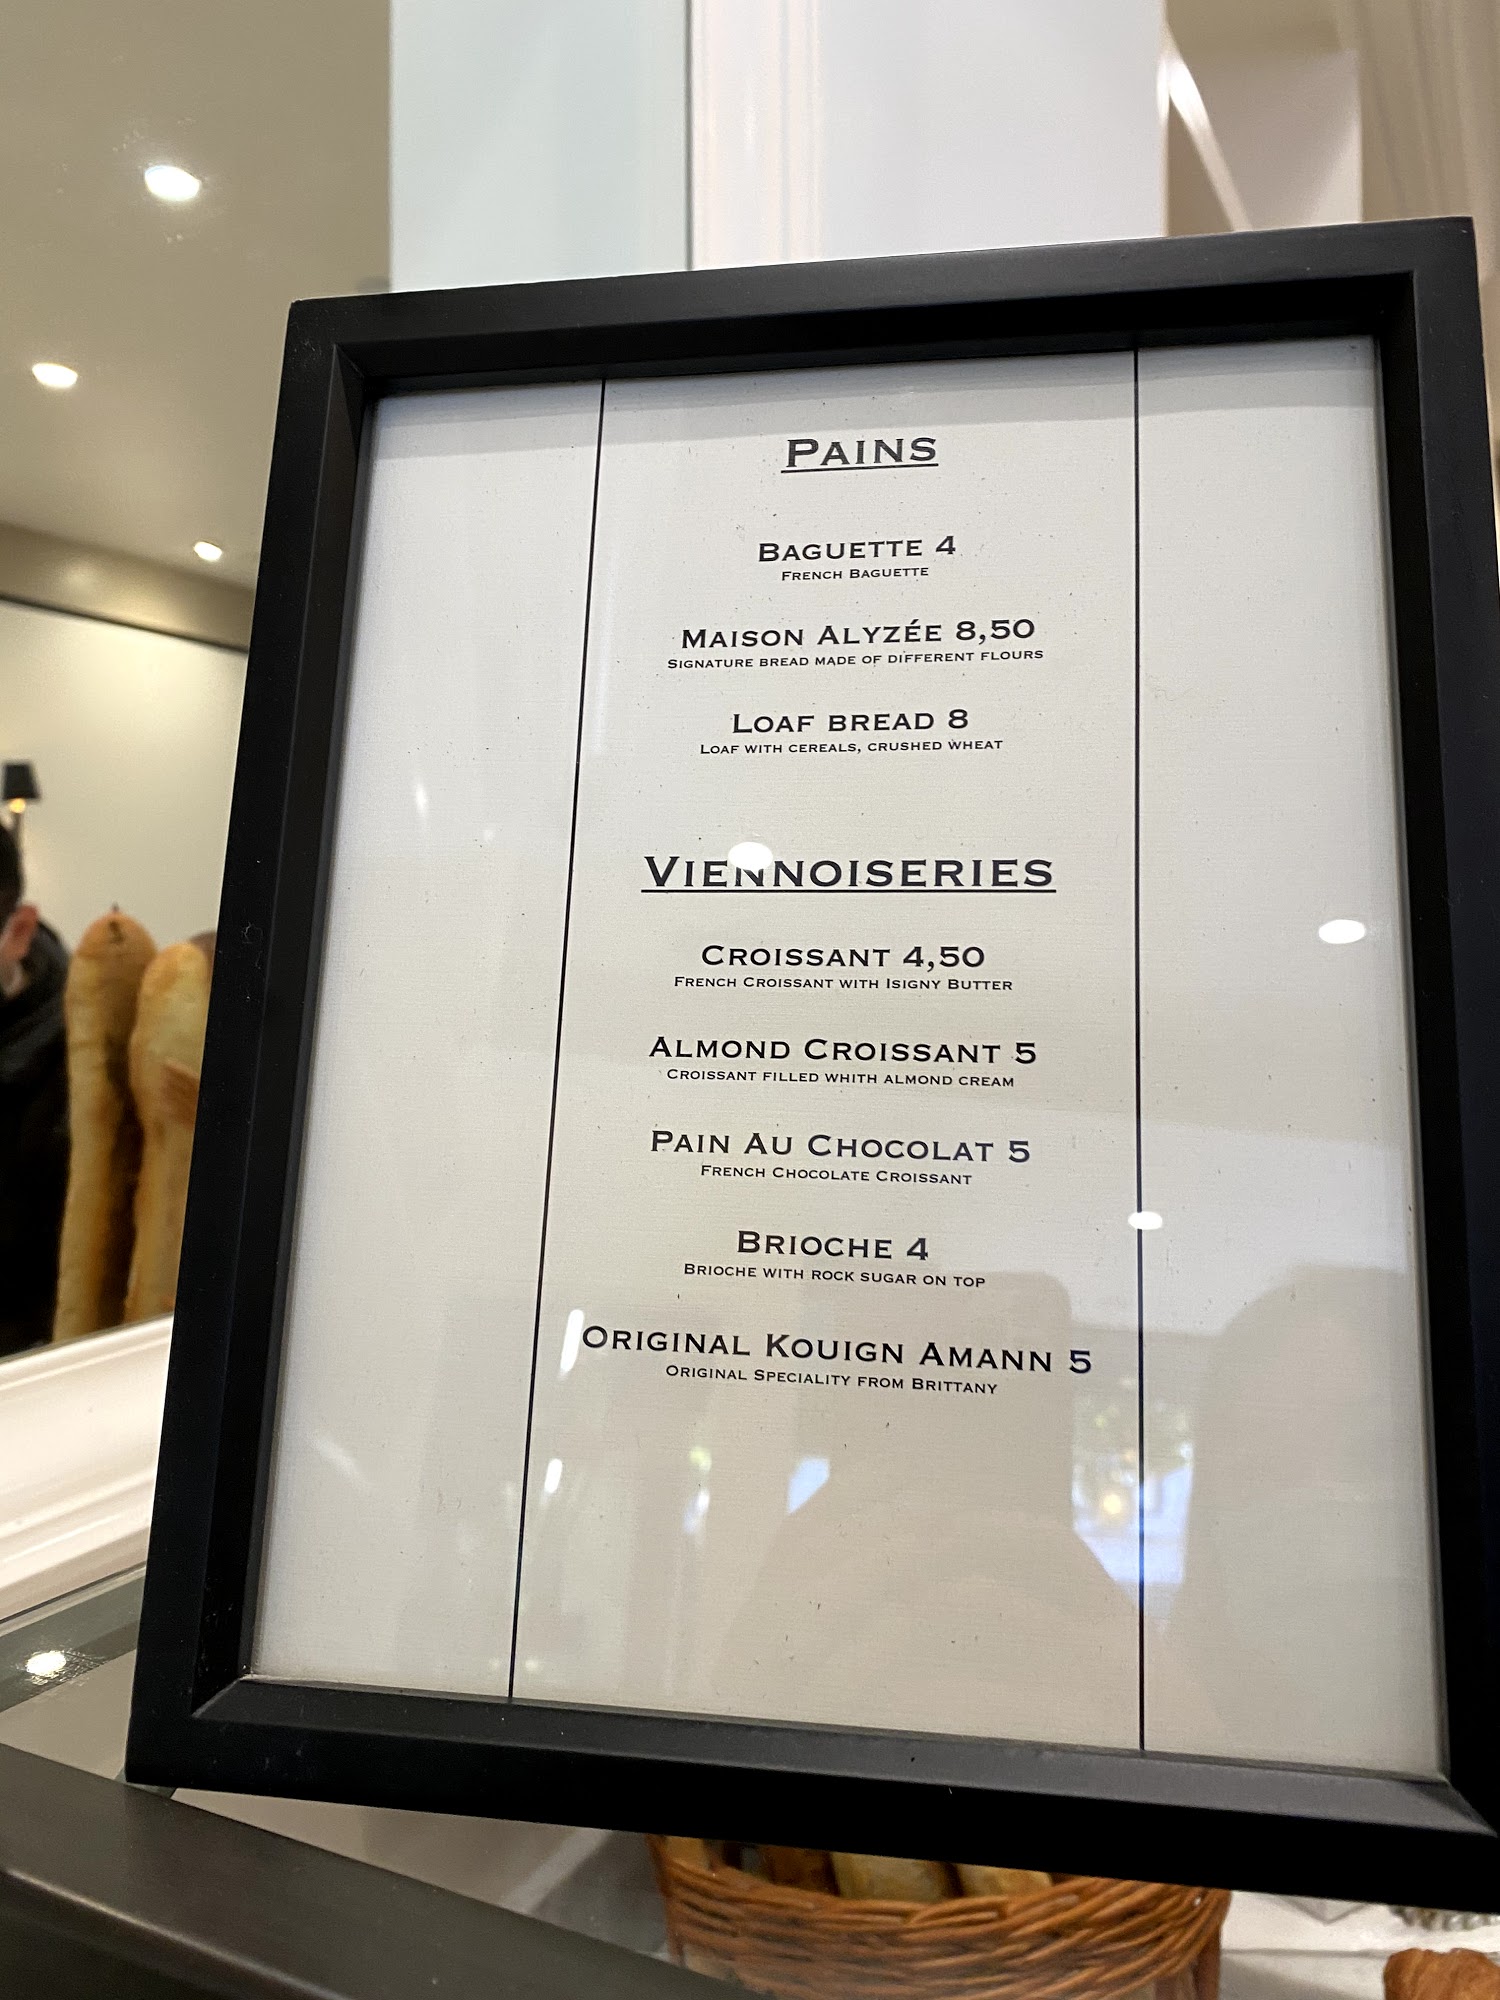 Pains
Baguette 4
French Baguette
Maison Alyzée 8,50
Signature bread made of different flours
Loaf bread 8
Loaf with cereals, crushed wheat
Viennoiseries
Croissant 4,50
French Croissant with Isigny Butter
Almond Croissant 5
Croissant filled whith almond cream
Pain Au Chocolat 5
French Chocolate Croissant
Brioche 4
Brioche with rock sugar on top
Original Kouign Amann 5
Original Speciality from Brittany